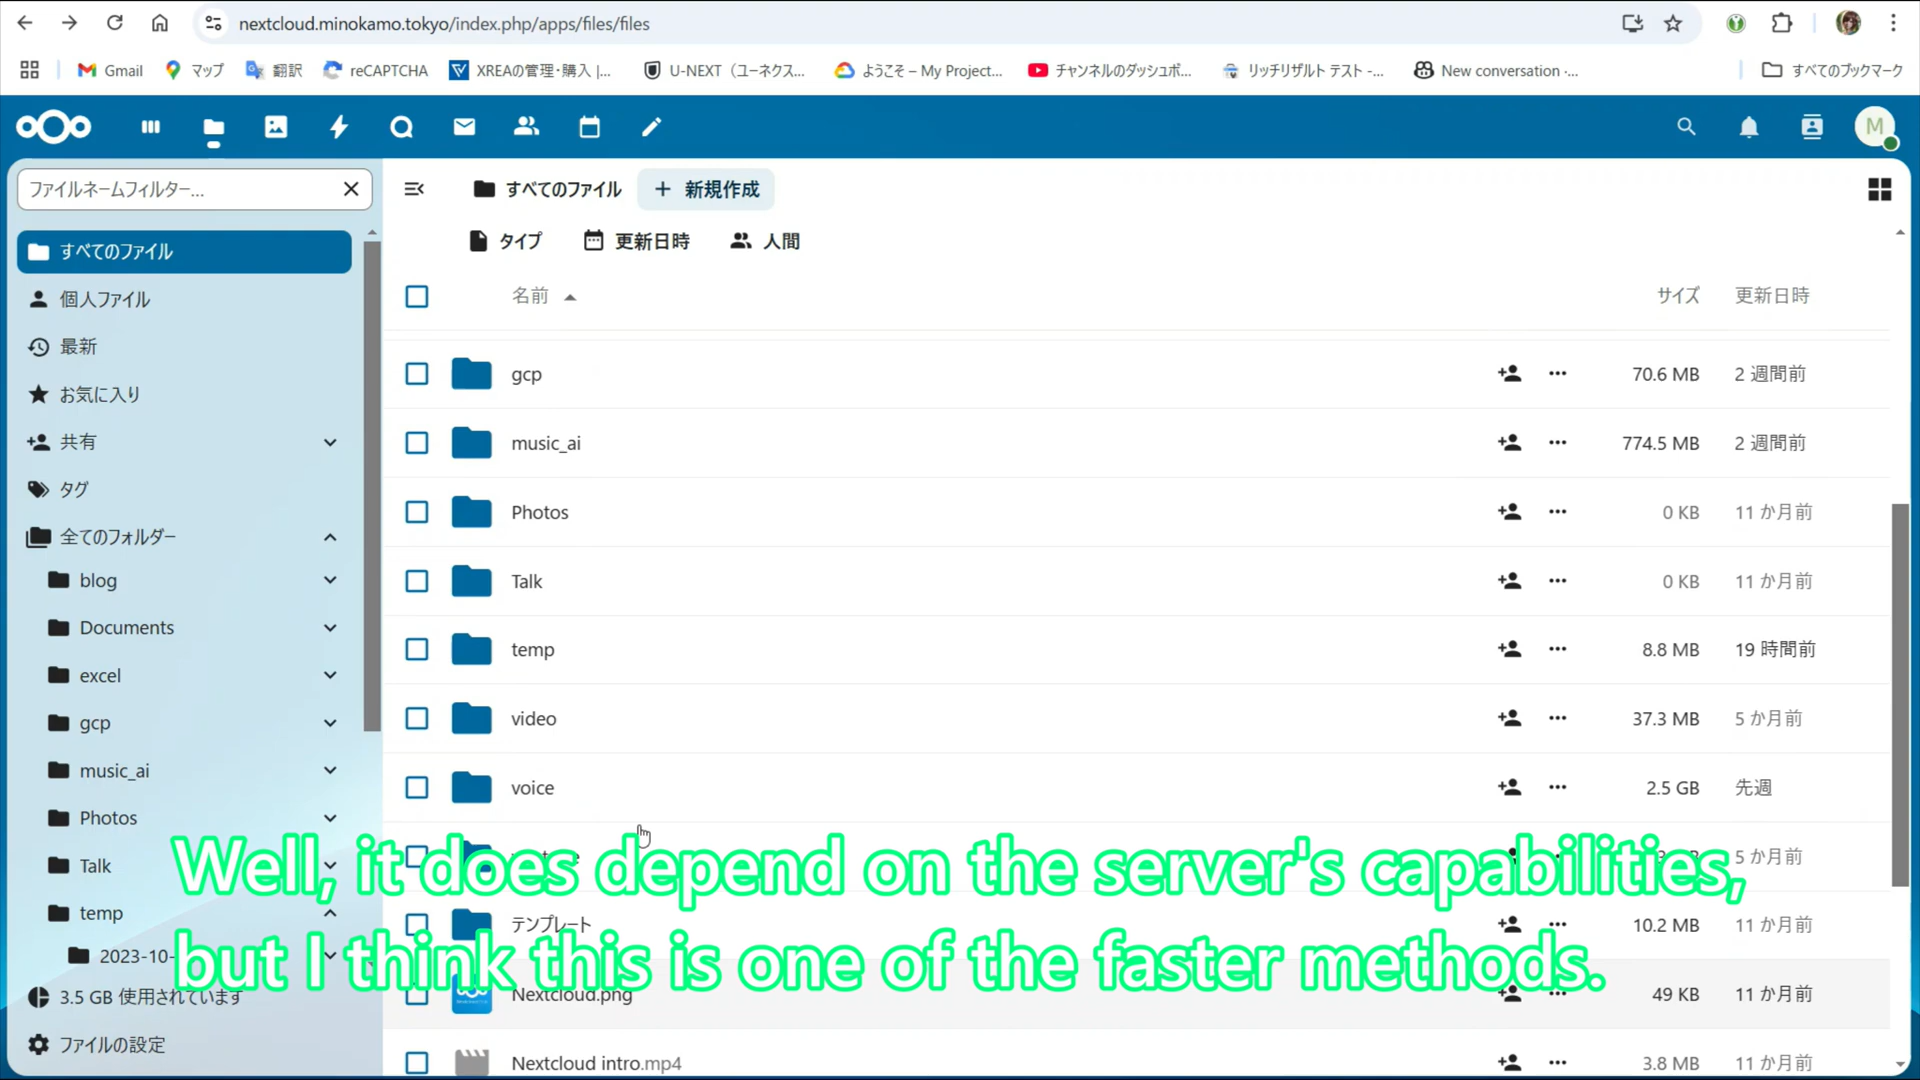 nextcloud.minokamo.tokyo/index.php/apps/files/files
Gmail
マップ
翻訳
reCAPTCHA
XREAの管理・購入 |...
U-NEXT（ユーネクス...
ようこそ – My Project...
チャンネルのダッシュボ...
リッチリザルト テスト -...
New conversation -...
すべてのブックマーク
M
ファイルネームフィルター...
すべてのファイル
新規作成
タイプ
更新日時
人間
すべてのファイル
個人ファイル
最新
お気に入り
共有
タグ
全てのフォルダー
blog
Documents
excel
gcp
music_ai
Photos
Talk
temp
2023-10-
3.5 GB 使用されています
ファイルの設定
名前 サイズ 更新日時
gcp 70.6 MB 2 週間前
music_ai 774.5 MB 2 週間前
Photos 0 KB 11 か月前
Talk 0 KB 11 か月前
temp 8.8 MB 19 時間前
video 37.3 MB 5 か月前
voice 2.5 GB 先週
5 か月前
テンプレート 10.2 MB 11 か月前
Nextcloud.png 49 KB 11 か月前
Nextcloud intro.mp4 3.8 MB 11 か月前
Well, it does depend on the server's capabilities,
but I think this is one of the faster methods.